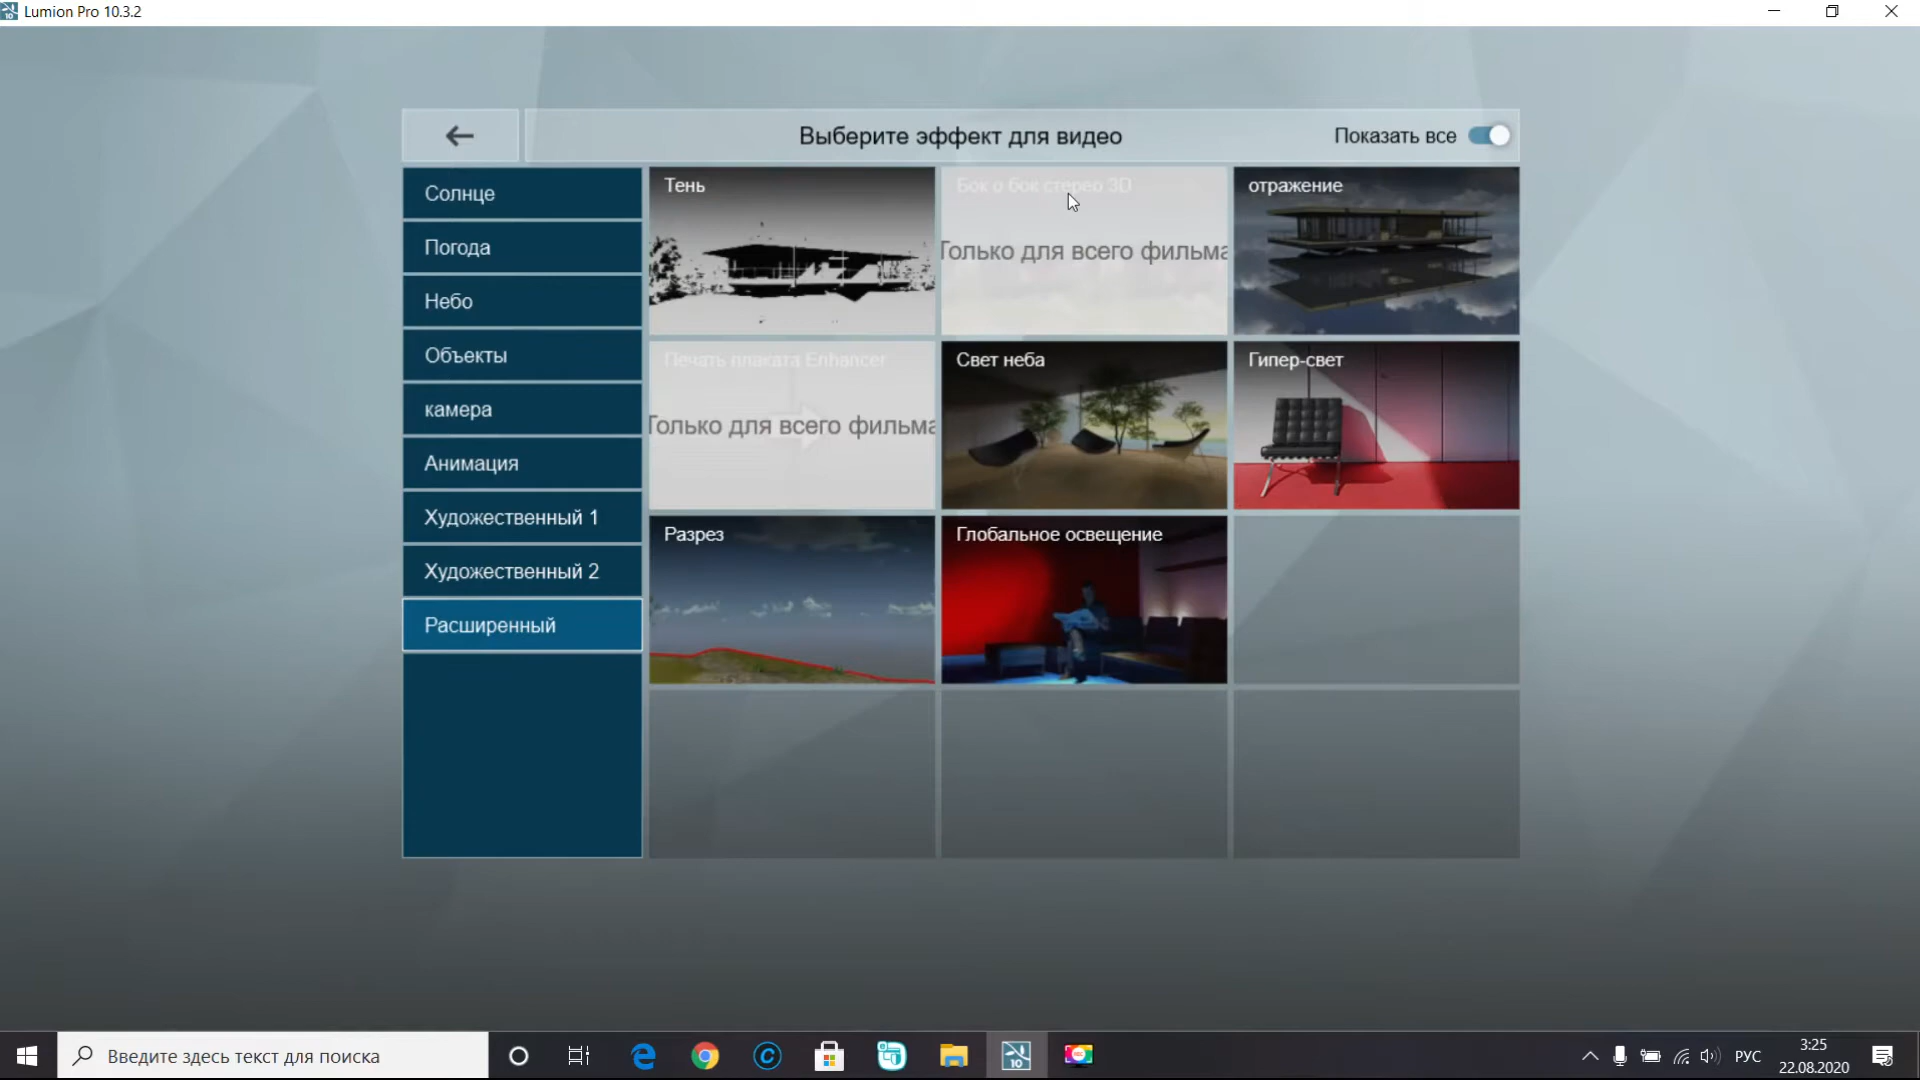 Lumion Pro 10.3.2
Выберите эффект для видео
Показать все
Солнце
Погода
Небо
Объекты
камера
Анимация
Художественный 1
Художественный 2
Расширенный
Тень
Бок о бок стерео 3D
Только для всего фильма
отражение
Печать плаката Enhancer
Только для всего фильма
Свет неба
Гипер-свет
Разрез
Глобальное освещение
Введите здесь текст для поиска
10
РУС
3:25
22.08.2020